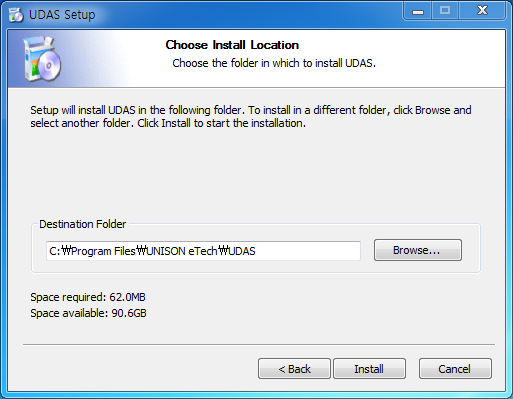 UDAS Setup
Choose Install Location
Choose the folder in which to install UDAS.
Setup will install UDAS in the following folder. To install in a different folder, click Browse and
select another folder. Click Install to start the installation.
Destination Folder
C:₩Program Files₩UNISON eTech₩UDAS
Browse...
Space required: 62.0MB
Space available: 90.6GB
< Back
Install
Cancel